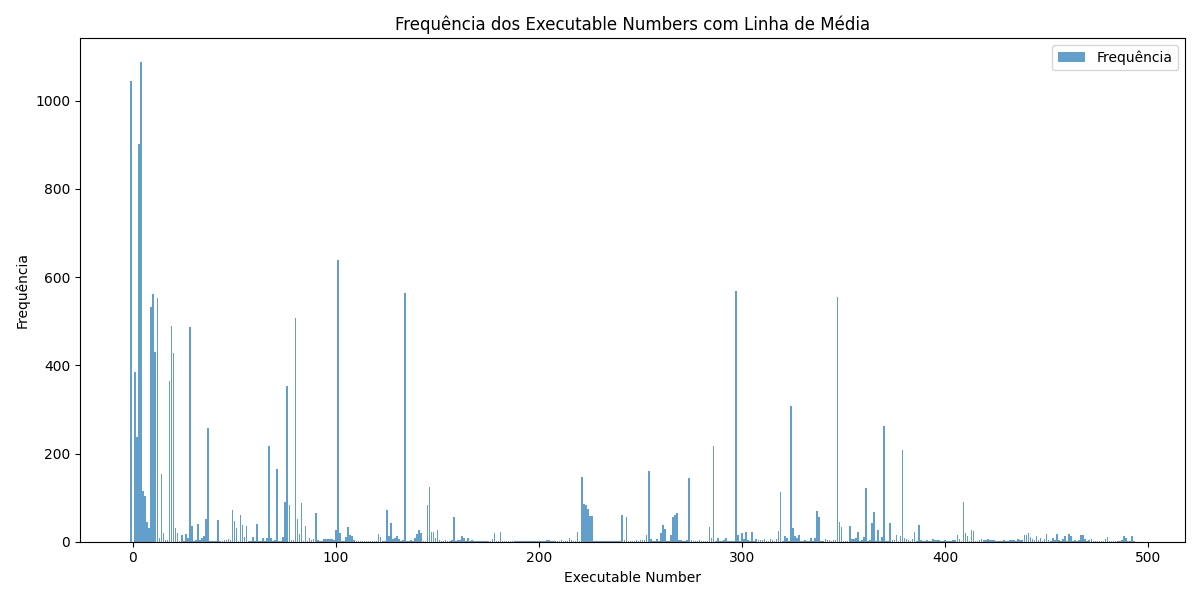 Frequência dos Executable Numbers com Linha de Média
Frequência
1000
800
600
400
200
0
Frequência
0 100 200 300 400 500
Executable Number